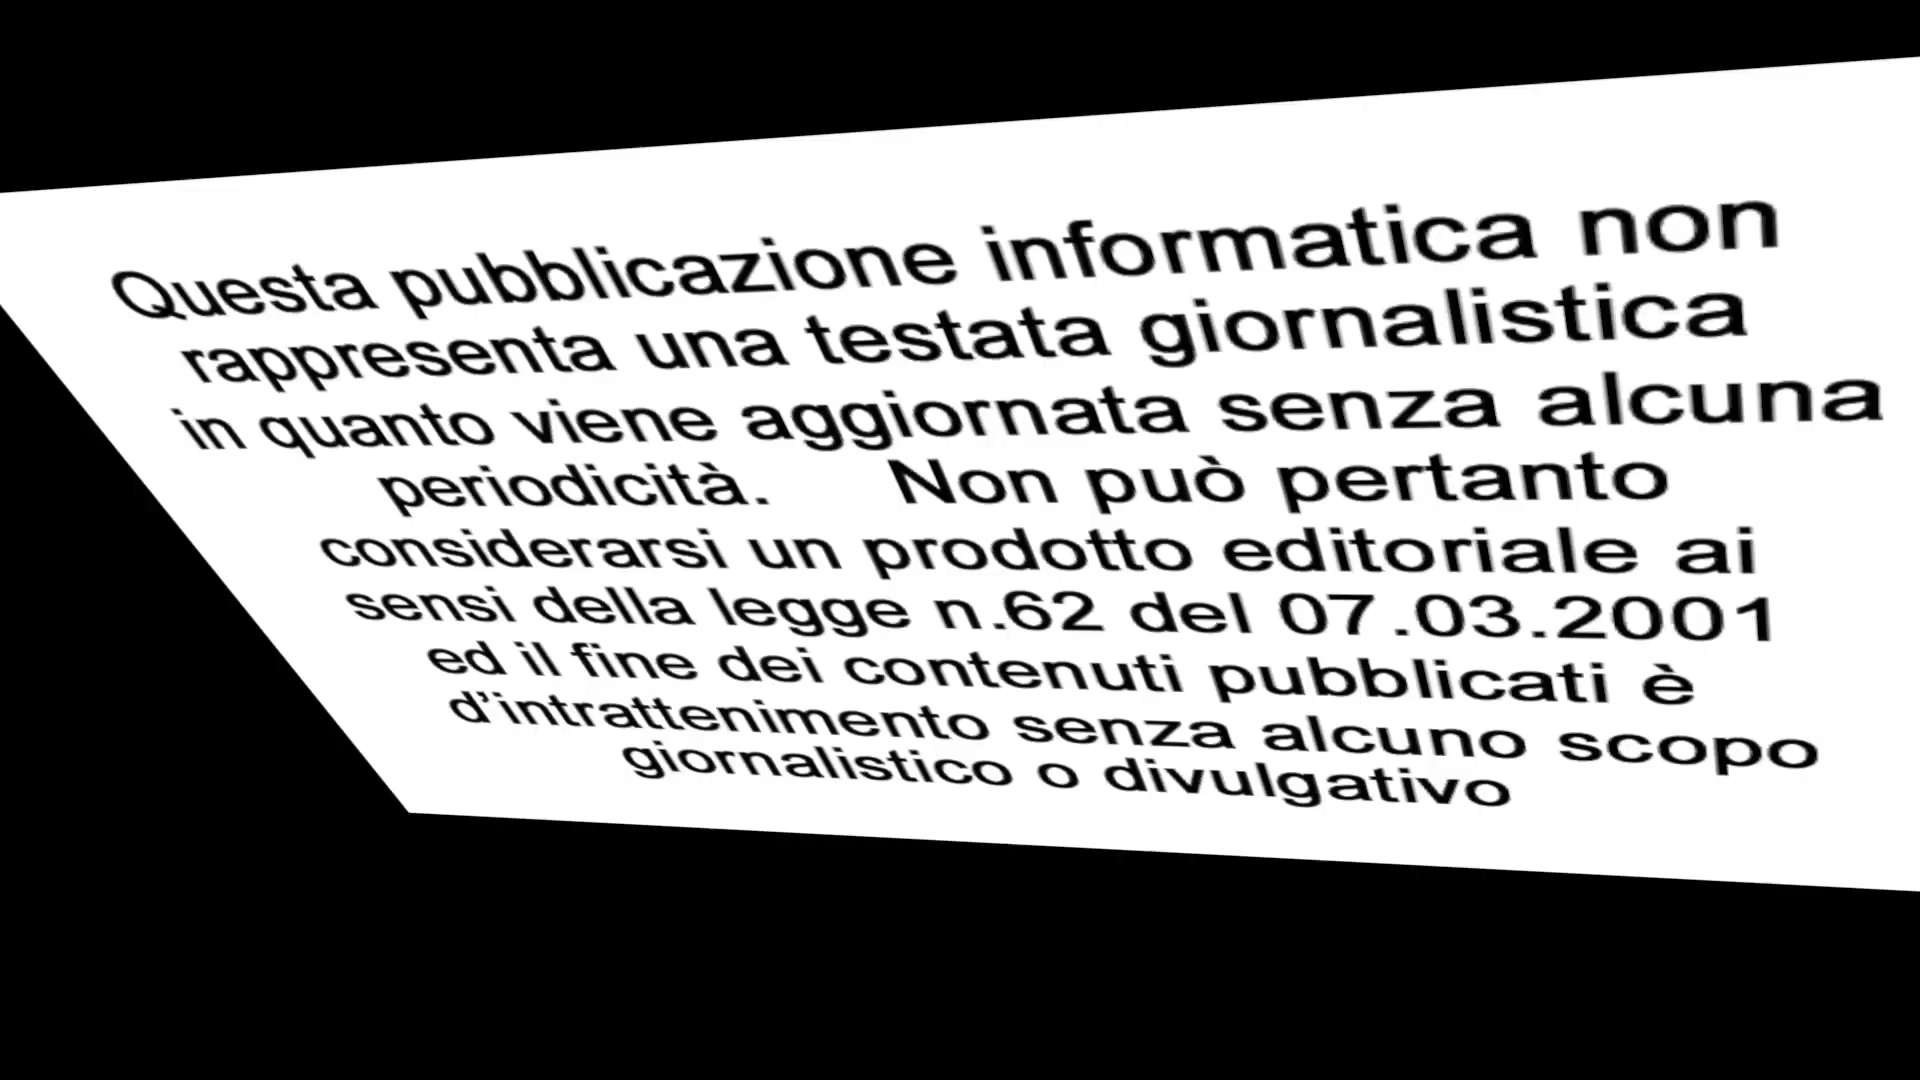 Questa pubblicazione informatica non
rappresenta una testata giornalistica
in quanto viene aggiornata senza alcuna
periodicità. Non può pertanto
considerarsi un prodotto editoriale ai
sensi della legge n.62 del 07.03.2001
ed il fine dei contenuti pubblicati è
d’intrattenimento senza alcuno scopo
giornalistico o divulgativo